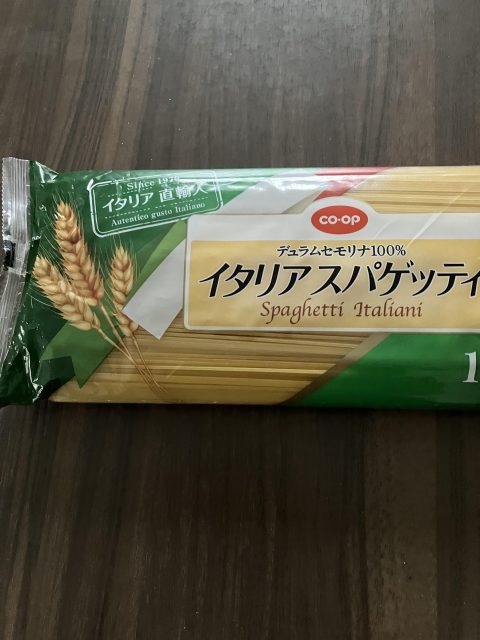 Since 1970
イタリア 直輸入
Autentico gusto Italiano
CO·OP
デュラムセモリナ100%
イタリアスパゲッティ
Spaghetti Italiani
1